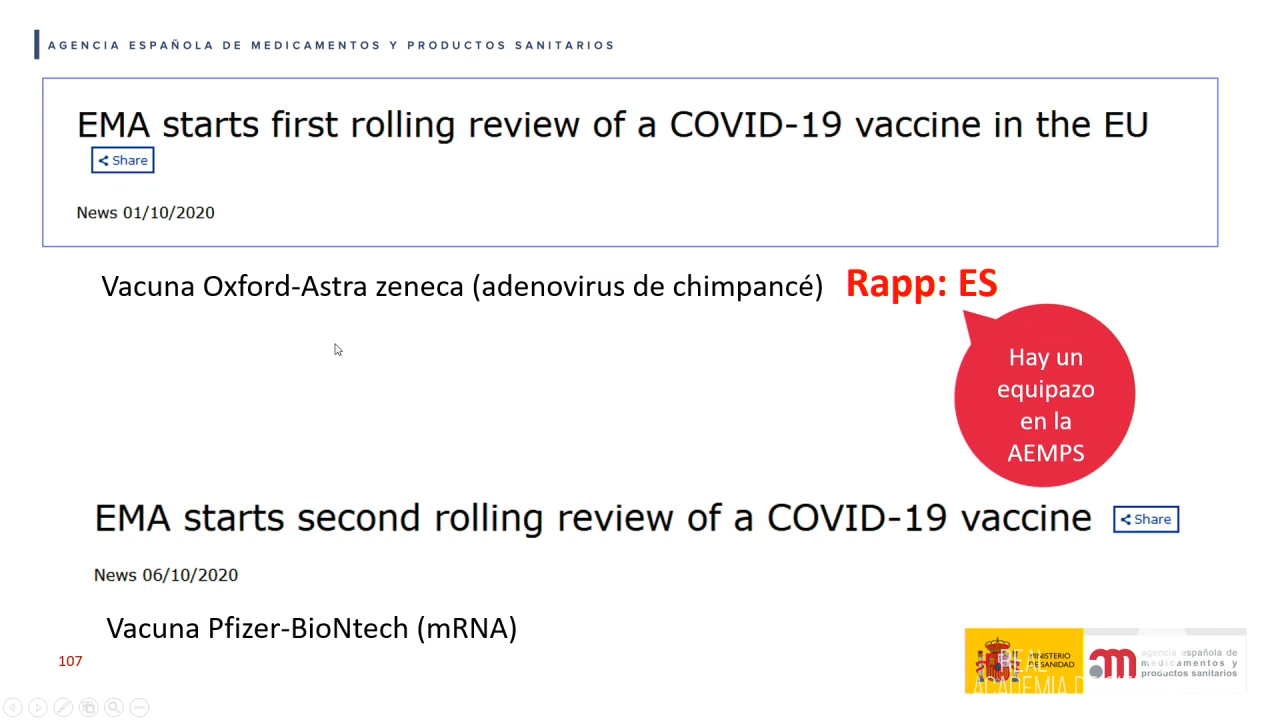 AGENCIA ESPAÑOLA DE MEDICAMENTOS Y PRODUCTOS SANITARIOS
EMA starts first rolling review of a COVID-19 vaccine in the EU
Share
News 01/10/2020
Vacuna Oxford-Astra zeneca (adenovirus de chimpancé) Rapp: ES
Hay un
equipazo
en la
AEMPS
EMA starts second rolling review of a COVID-19 vaccine Share
News 06/10/2020
Vacuna Pfizer-BioNtech (mRNA)
107
MINISTERIO
DE SANIDAD
agencia española de
medicamentos y
productos sanitarios
REAL
ACADEMIA